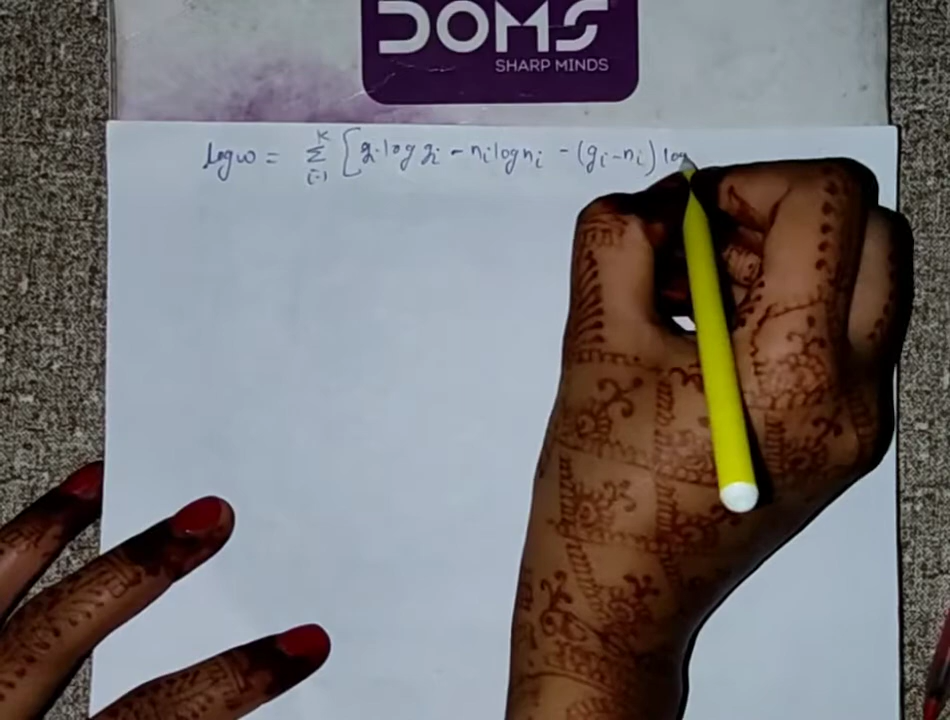 DOMS
SHARP MINDS
log ω = Σ_{i=1}^{K} [g_i log g_i - n_i log n_i - (g_i - n_i) log